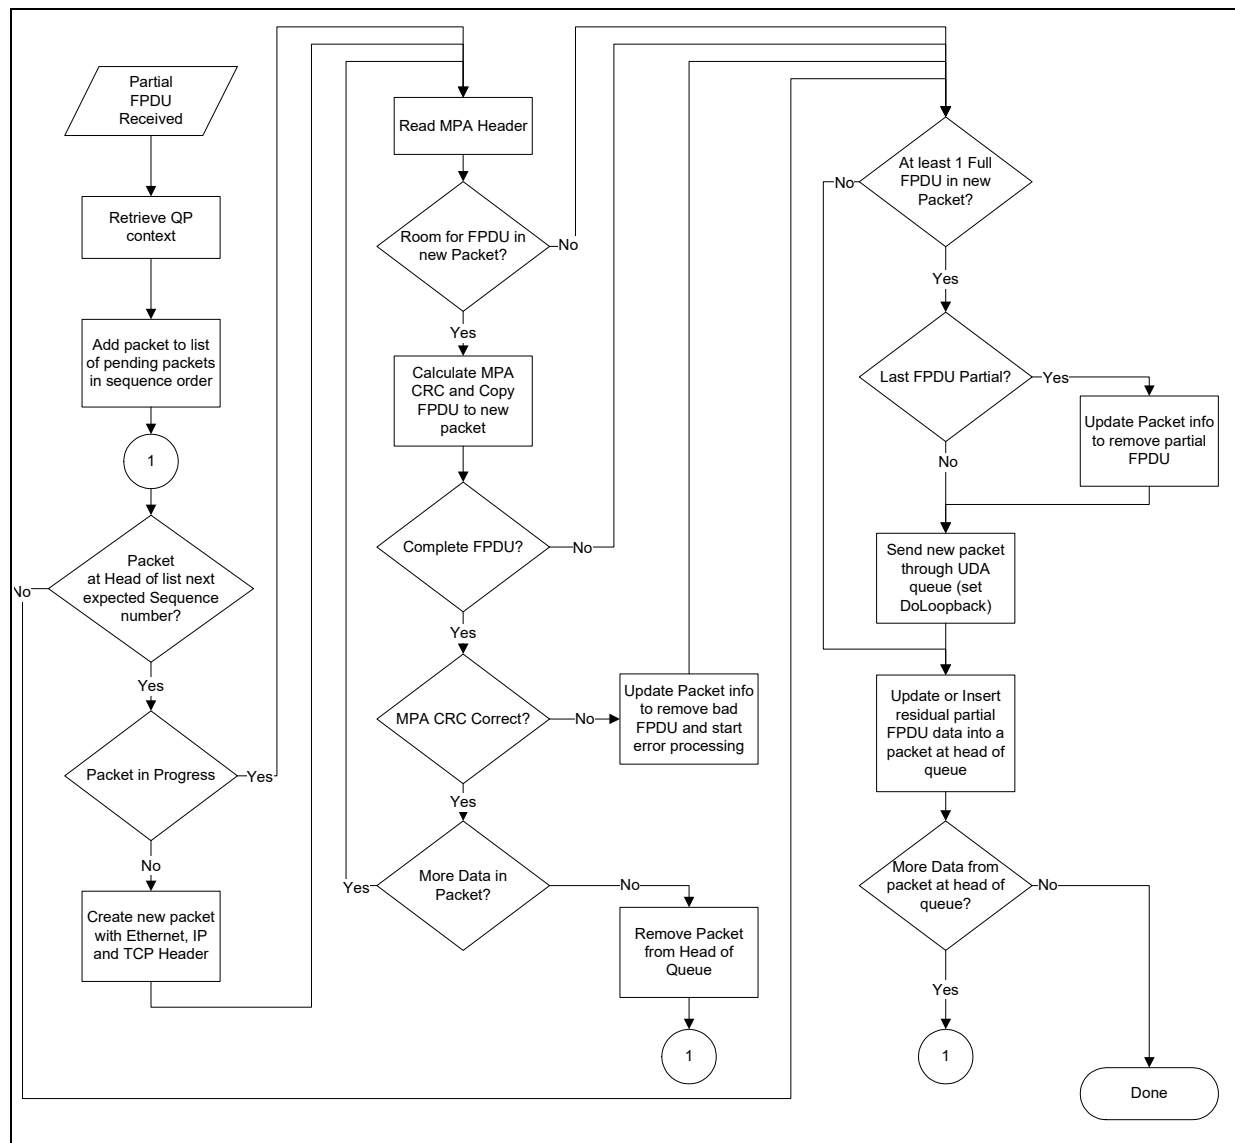 Partial
FPDU
Received
Retrieve QP
context
Add packet to list
of pending packets
in sequence order
1
Packet
at Head of list next
expected Sequence
number?
No
Yes
Packet in Progress
Yes
No
Create new packet
with Ethernet, IP
and TCP Header
Read MPA Header
Room for FPDU in
new Packet?
No
Yes
Calculate MPA
CRC and Copy
FPDU to new
packet
Complete FPDU?
No
Yes
MPA CRC Correct?
No
Update Packet info
to remove bad
FPDU and start
error processing
Yes
More Data in
Packet?
Yes
No
Remove Packet
from Head of
Queue
1
At least 1 Full
FPDU in new
Packet?
No
Yes
Last FPDU Partial?
Yes
Update Packet info
to remove partial
FPDU
No
Send new packet
through UDA
queue (set
DoLoopback)
Update or Insert
residual partial
FPDU data into a
packet at head of
queue
More Data from
packet at head of
queue?
No
Yes
1
Done